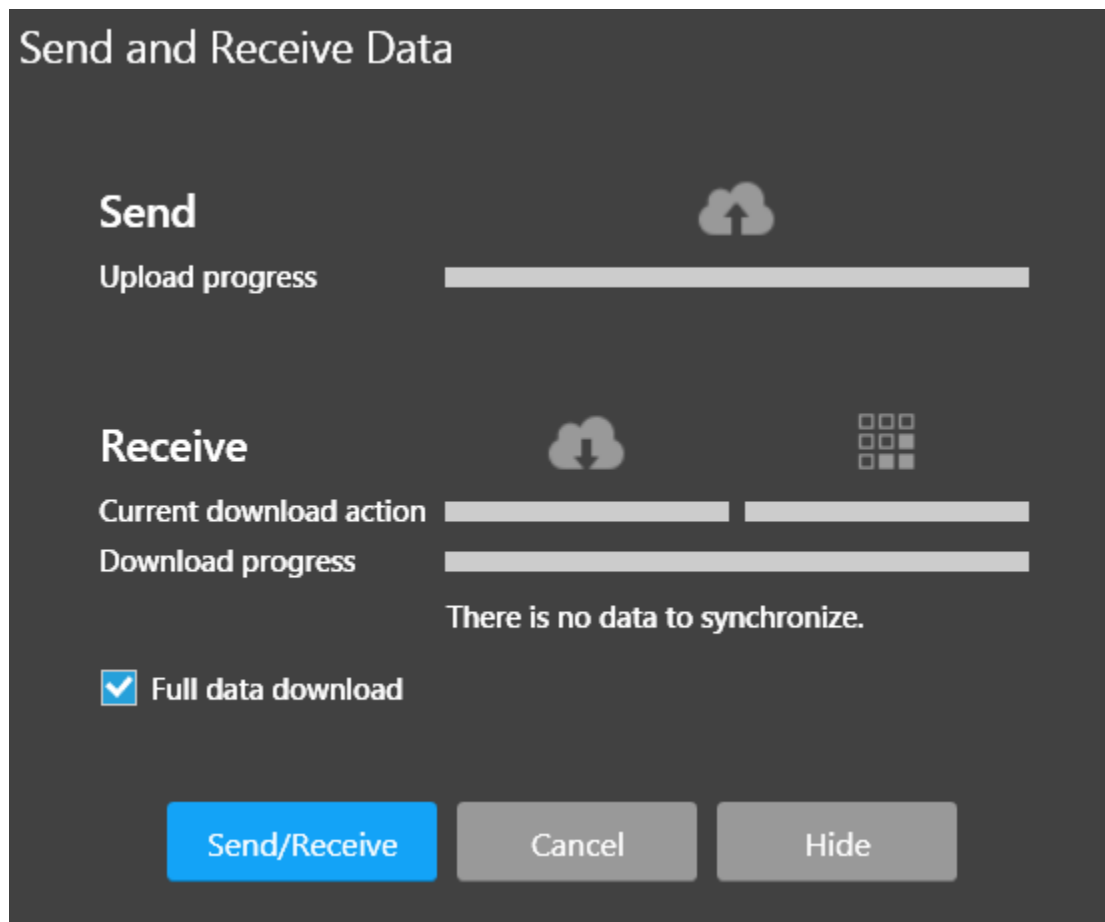 Send and Receive Data
Send
Upload progress
Receive
Current download action
Download progress
There is no data to synchronize.
Full data download
Send/Receive
Cancel
Hide